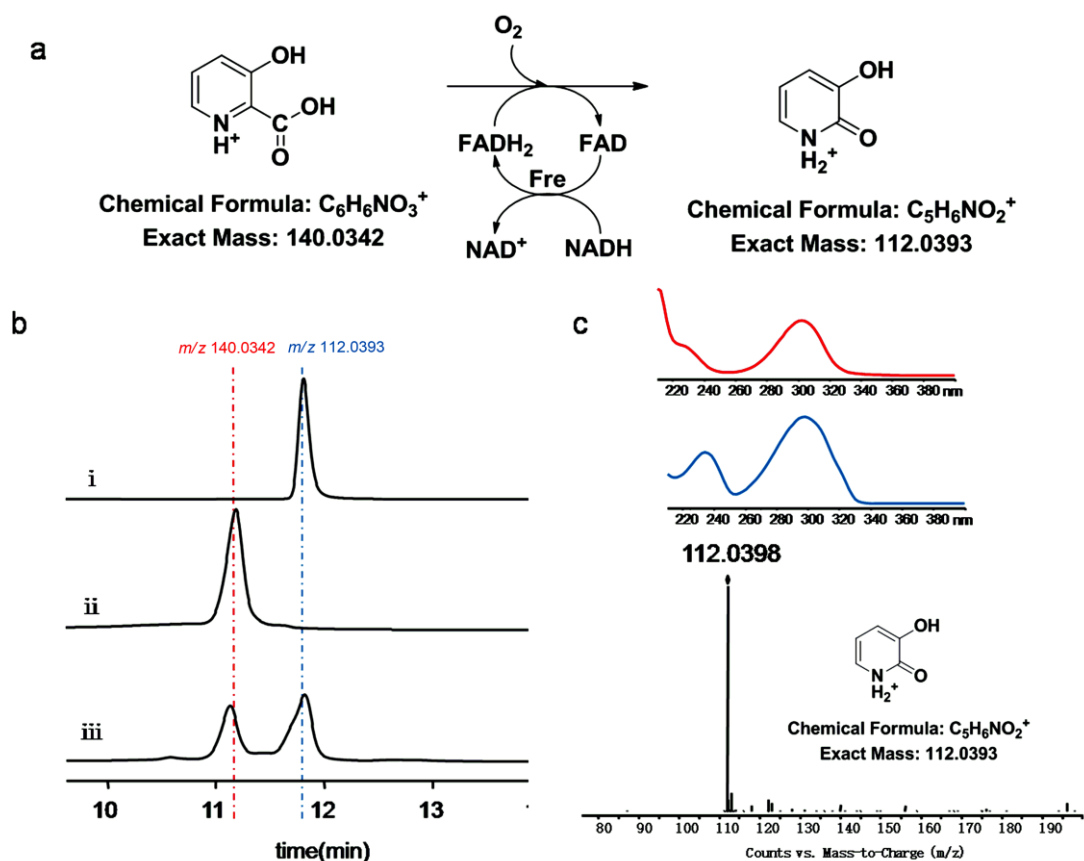 a
O₂
OH
OH
N
H⁺
C
O
FADH₂
FAD
Fre
NAD⁺
NADH
OH
N
H₂⁺
O
Chemical Formula: C₆H₆NO₃⁺
Exact Mass: 140.0342
Chemical Formula: C₅H₆NO₂⁺
Exact Mass: 112.0393
b
m/z 140.0342
m/z 112.0393
i
ii
iii
10 11 12 13
time(min)
c
220 240 260 280 300 320 340 360 380 nm
220 240 260 280 300 320 340 360 380 nm
112.0398
OH
N
H₂⁺
O
Chemical Formula: C₅H₆NO₂⁺
Exact Mass: 112.0393
80 90 100 110 120 130 140 150 160 170 180 190
Counts vs. Mass-to-Charge (m/z)